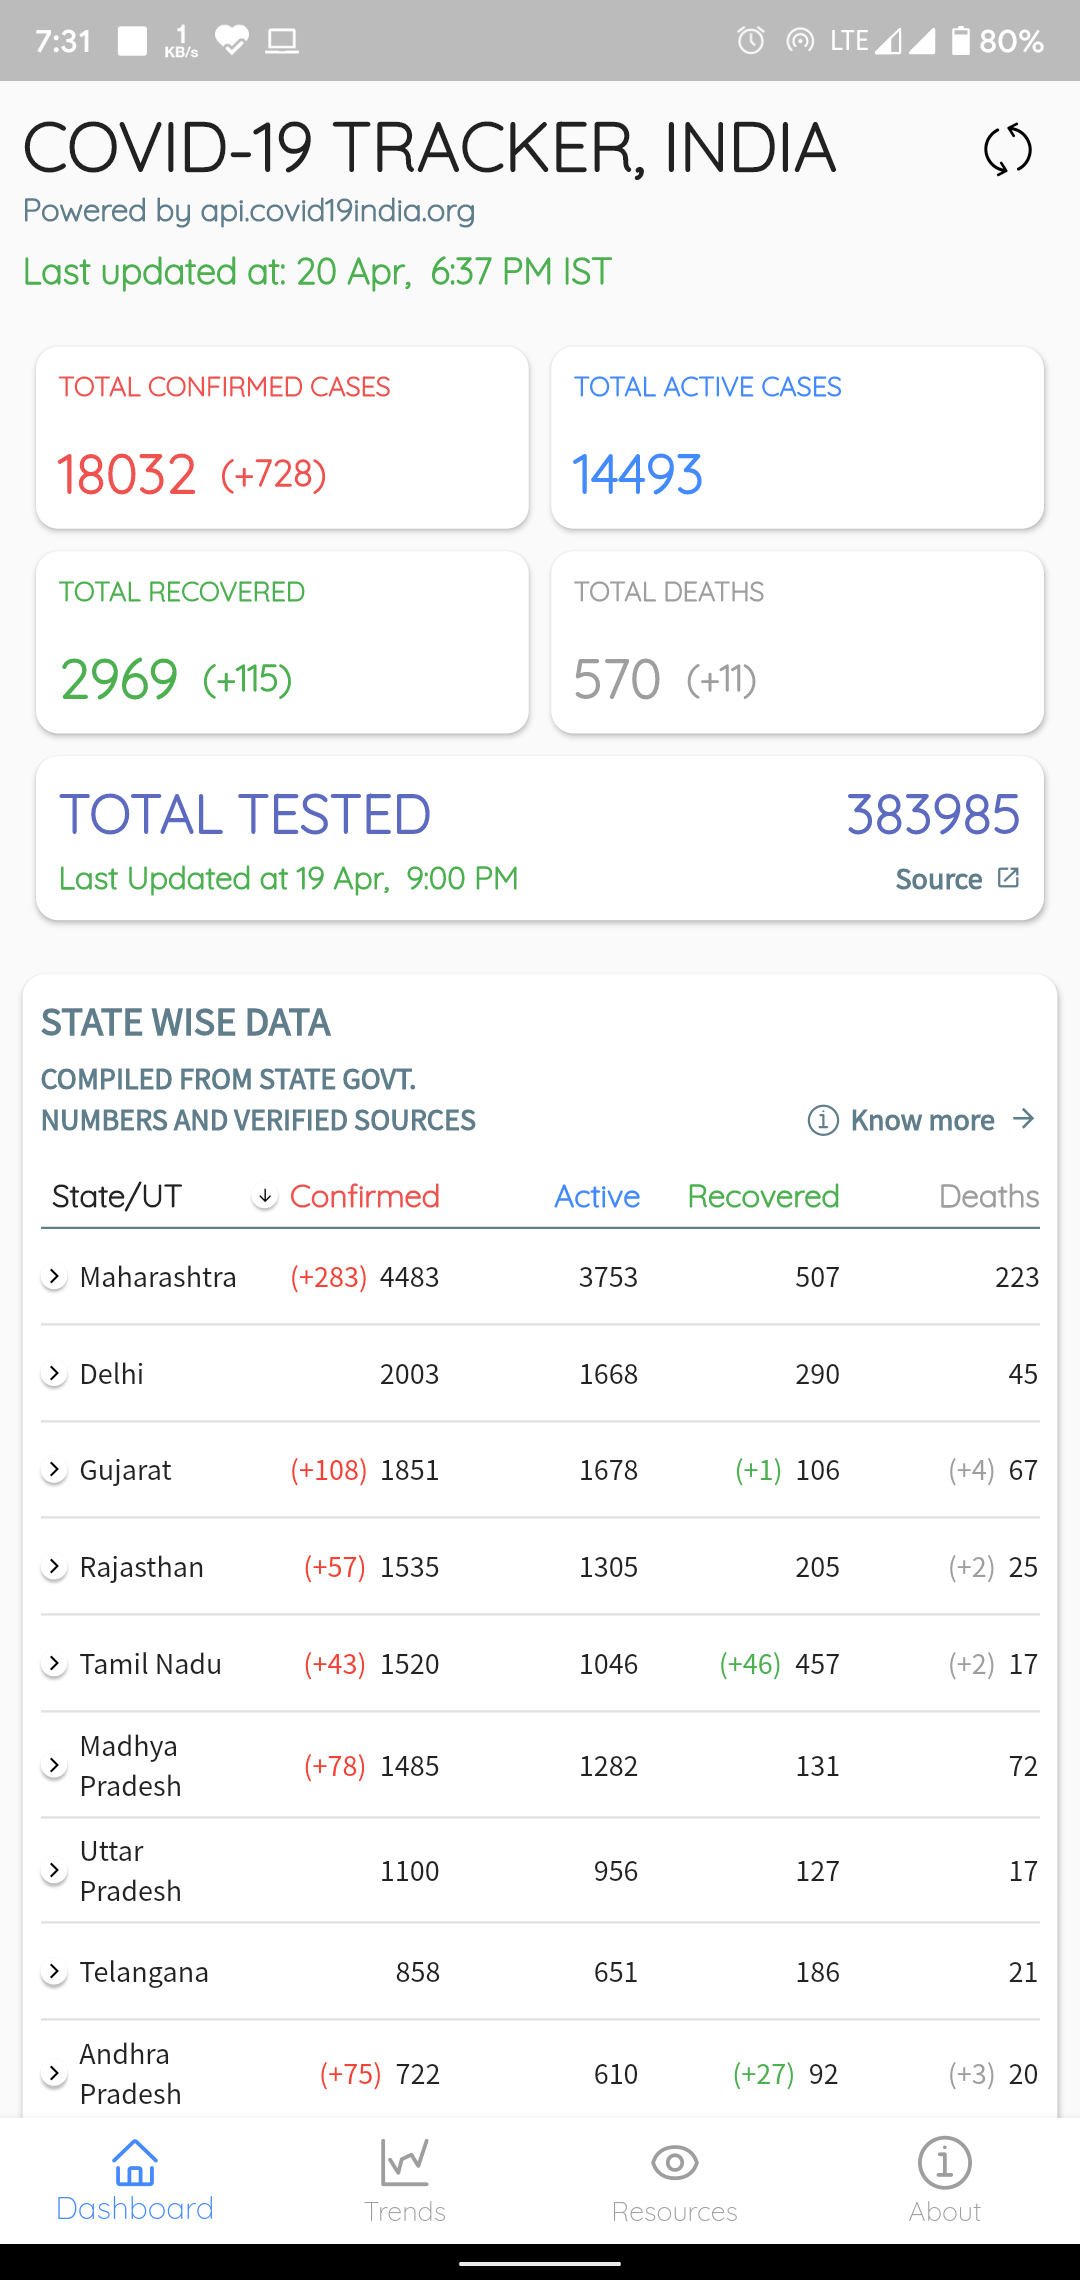 7:31 1 KB/s LTE 80%
COVID-19 TRACKER, INDIA
Powered by api.covid19india.org
Last updated at: 20 Apr, 6:37 PM IST
TOTAL CONFIRMED CASES
18032 (+728)
TOTAL ACTIVE CASES
14493
TOTAL RECOVERED
2969 (+115)
TOTAL DEATHS
570 (+11)
TOTAL TESTED 383985
Last Updated at 19 Apr, 9:00 PM Source
STATE WISE DATA
COMPILED FROM STATE GOVT.
NUMBERS AND VERIFIED SOURCES Know more
State/UT Confirmed Active Recovered Deaths
Maharashtra (+283) 4483 3753 507 223
Delhi 2003 1668 290 45
Gujarat (+108) 1851 1678 (+1) 106 (+4) 67
Rajasthan (+57) 1535 1305 205 (+2) 25
Tamil Nadu (+43) 1520 1046 (+46) 457 (+2) 17
Madhya
Pradesh (+78) 1485 1282 131 72
Uttar
Pradesh 1100 956 127 17
Telangana 858 651 186 21
Andhra
Pradesh (+75) 722 610 (+27) 92 (+3) 20
Dashboard Trends Resources About